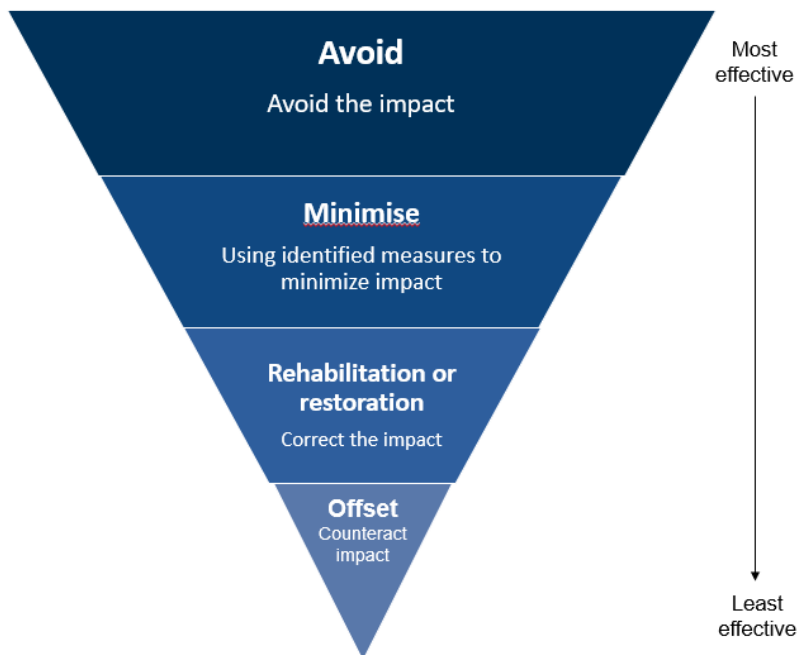 Avoid
Avoid the impact
Most
effective
Minimise
Using identified measures to
minimize impact
Rehabilitation or
restoration
Correct the impact
Offset
Counteract
impact
Least
effective